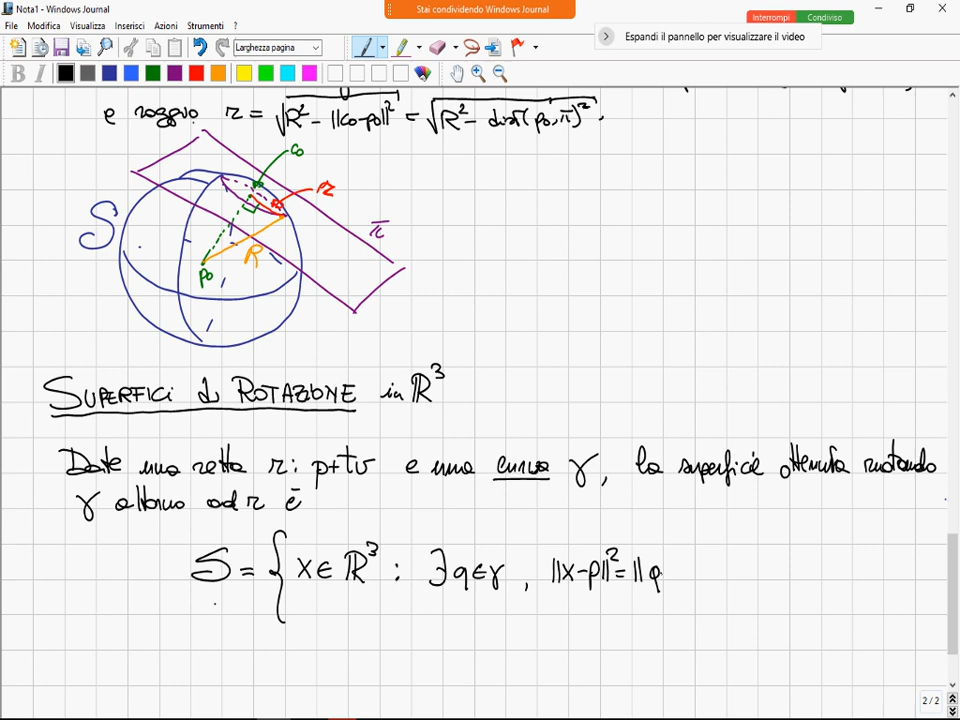 Nota1 - Windows Journal
Stai condividendo Windows Journal
Interrompi Condiviso
File Modifica Visualizza Inserisci Azioni Strumenti ?
Espandi il pannello per visualizzare il video
Larghezza pagina
B I
e raggio r = √R² - ||c0-p0||² = √R² - dist(p0,π)²,
c0
r
S
π
R
p0
SUPERFICI di ROTAZIONE in ℝ³
Date una retta r: p+tv e una curva γ, la superficie ottenuta ruotando
γ attorno ad r è
S = { x ∈ ℝ³ : ∃ q ∈ γ , ||x-p||² = ||q
2 / 2